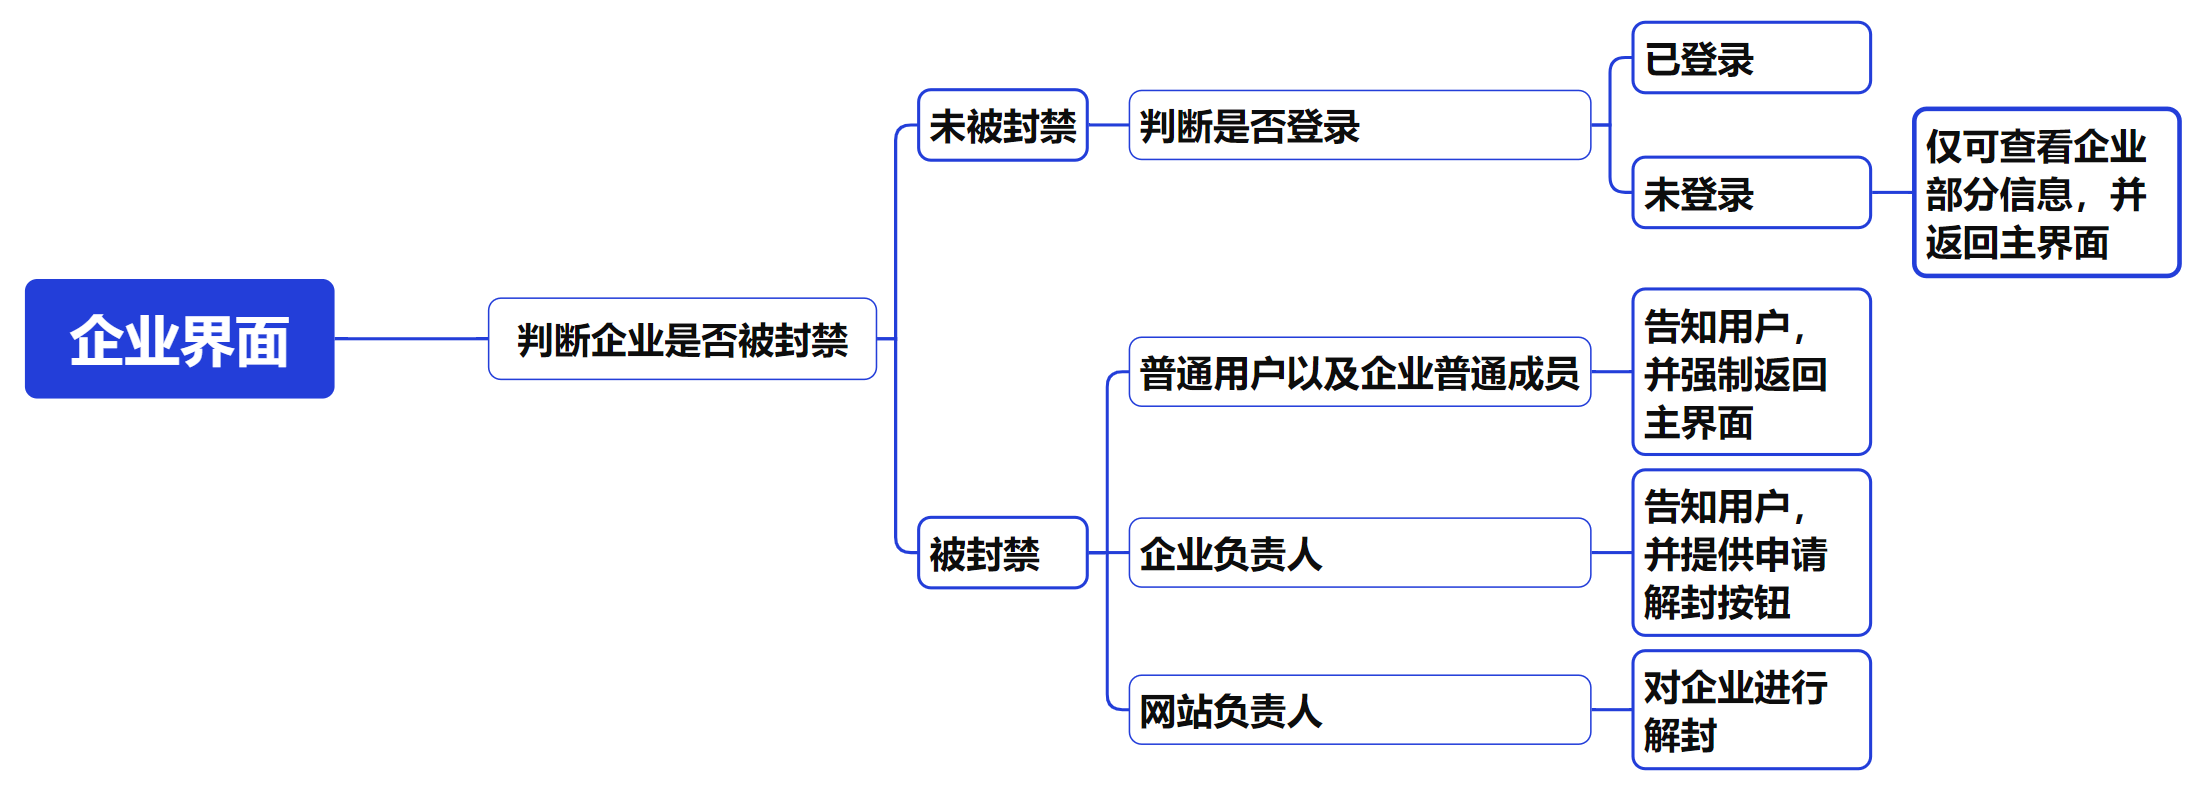 企业界面
判断企业是否被封禁
未被封禁
判断是否登录
已登录
未登录
仅可查看企业
部分信息，并
返回主界面
被封禁
普通用户以及企业普通成员
告知用户，
并强制返回
主界面
企业负责人
告知用户，
并提供申请
解封按钮
网站负责人
对企业进行
解封